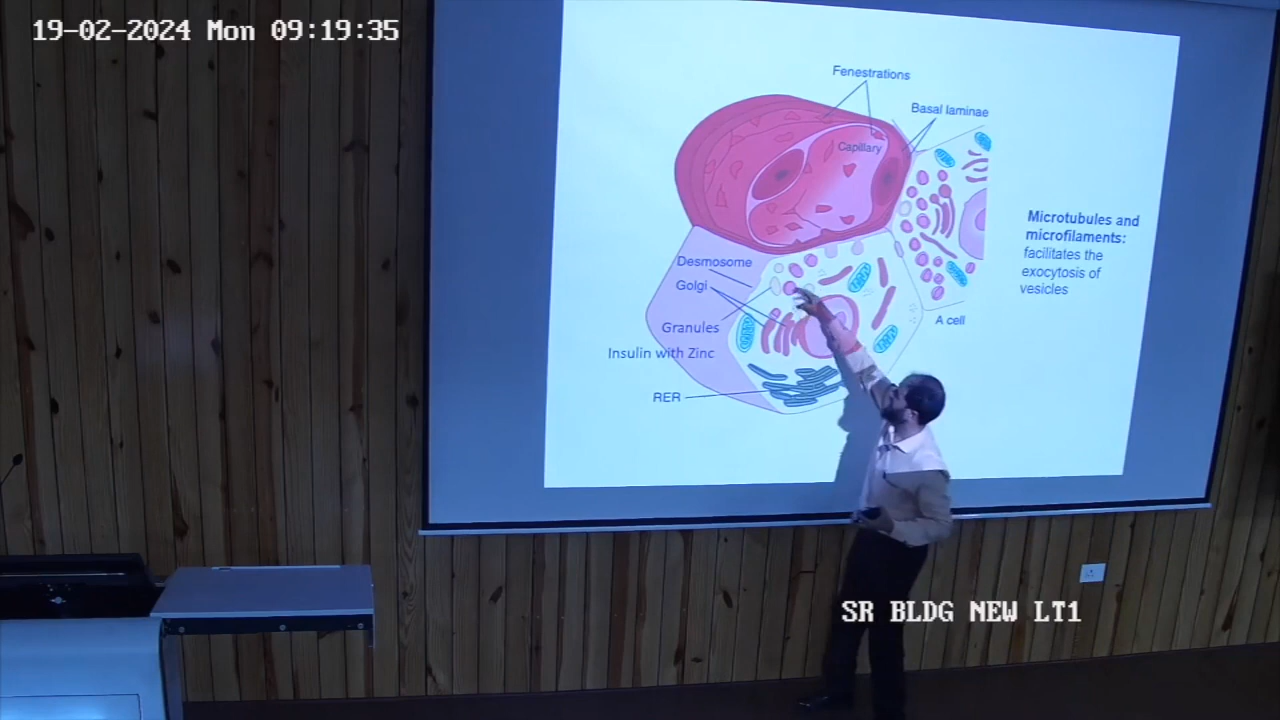 19-02-2024 Mon 09:19:35
Fenestrations
Basal laminae
Capillary
Microtubules and
microfilaments:
facilitates the
exocytosis of
vesicles
Desmosome
Golgi
Granules
A cell
Insulin with Zinc
RER
SR BLDG NEW LT1